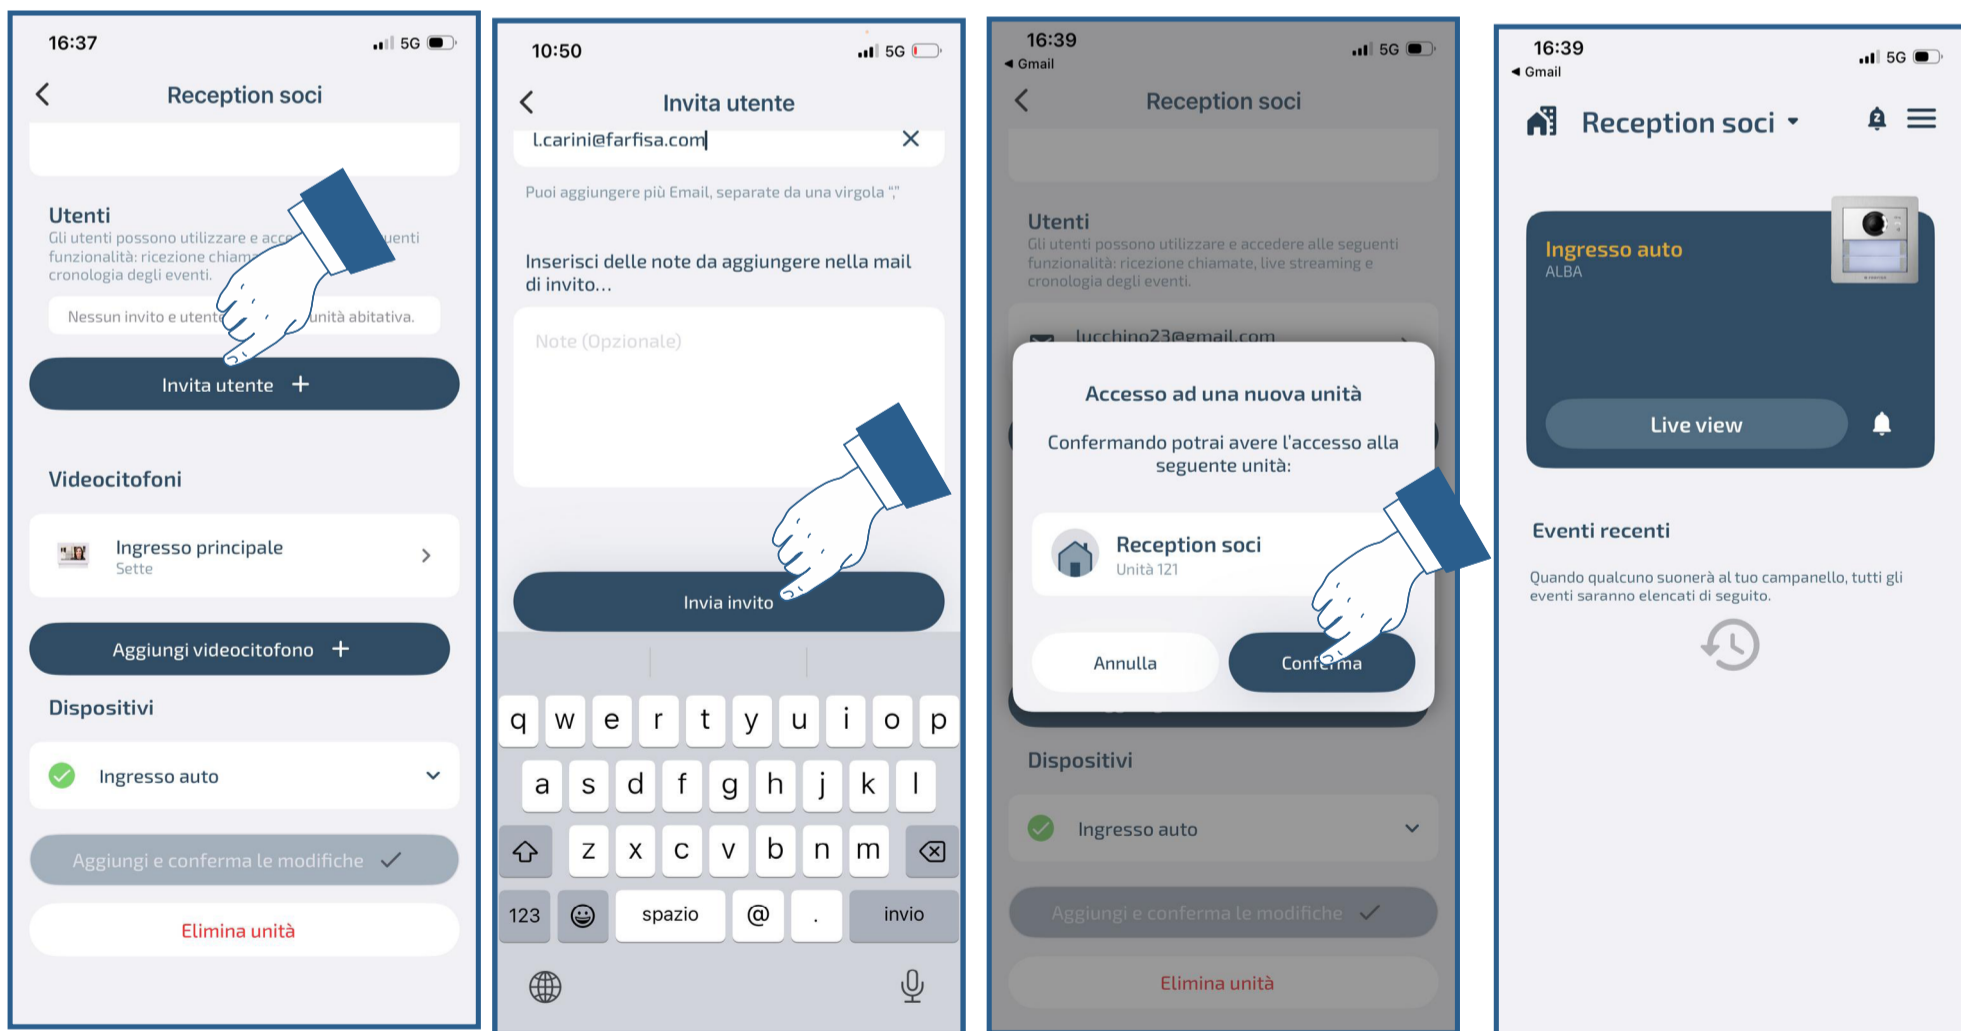 16:37
5G
Reception soci
Utenti
Gli utenti possono utilizzare e acce uenti
funzionalità: ricezione chiam
cronologia degli eventi.
Nessun invito e utent unità abitativa.
Invita utente +
Videocitofoni
Ingresso principale
Sette
Aggiungi videocitofono +
Dispositivi
Ingresso auto
Aggiungi e conferma le modifiche
Elimina unità
10:50
5G
Invita utente
l.carini@farfisa.com
Puoi aggiungere più Email, separate da una virgola “,”
Inserisci delle note da aggiungere nella mail
di invito...
Note (Opzionale)
Invia invito
q w e r t y u i o p
a s d f g h j k l
z x c v b n m
123 spazio @ . invio
16:39
5G
◄ Gmail
Reception soci
Utenti
Gli utenti possono utilizzare e accedere alle seguenti
funzionalità: ricezione chiamate, live streaming e
cronologia degli eventi.
lucchino23@gmail.com
Accesso ad una nuova unità
Confermando potrai avere l'accesso alla
seguente unità:
Reception soci
Unità 121
Annulla
Conferma
Dispositivi
Ingresso auto
Aggiungi e conferma le modifiche
Elimina unità
16:39
5G
◄ Gmail
Reception soci
Ingresso auto
ALBA
Live view
Eventi recenti
Quando qualcuno suonerà al tuo campanello, tutti gli
eventi saranno elencati di seguito.